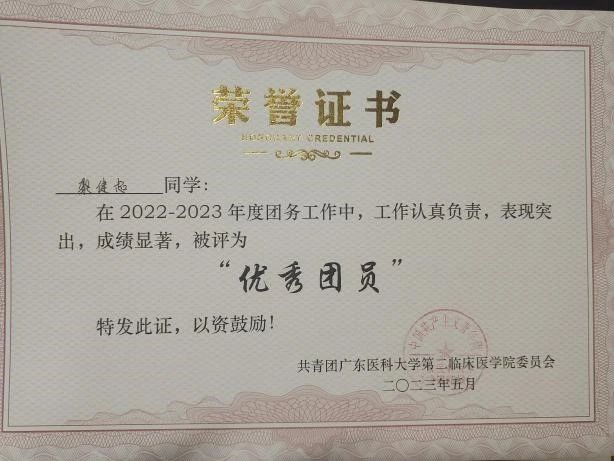 荣誉证书
HONORARY CREDENTIAL
同学：
在2022-2023年度团务工作中，工作认真负责，表现突
出，成绩显著，被评为
“优秀团员”
特发此证，以资鼓励！
共青团广东医科大学第二临床医学院委员会
二〇二三年五月